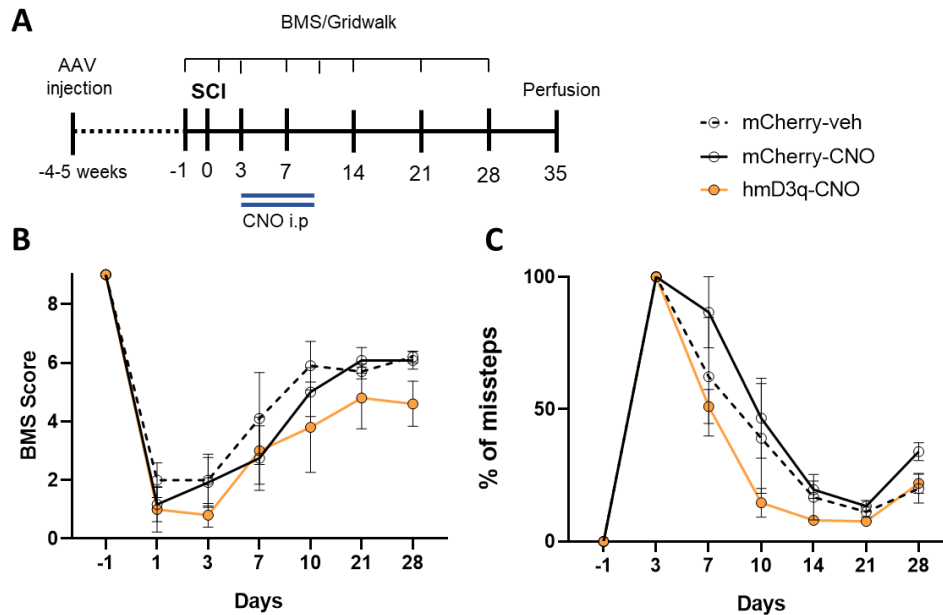 A
BMS/Gridwalk
AAV
injection
SCI
Perfusion
-4-5 weeks
-1
0
3
7
14
21
28
35
CNO i.p
mCherry-veh
mCherry-CNO
hmD3q-CNO
B
BMS Score
8
6
4
2
0
-1
1
3
7
10
21
28
Days
C
% of missteps
100
50
0
-1
3
7
10
14
21
28
Days